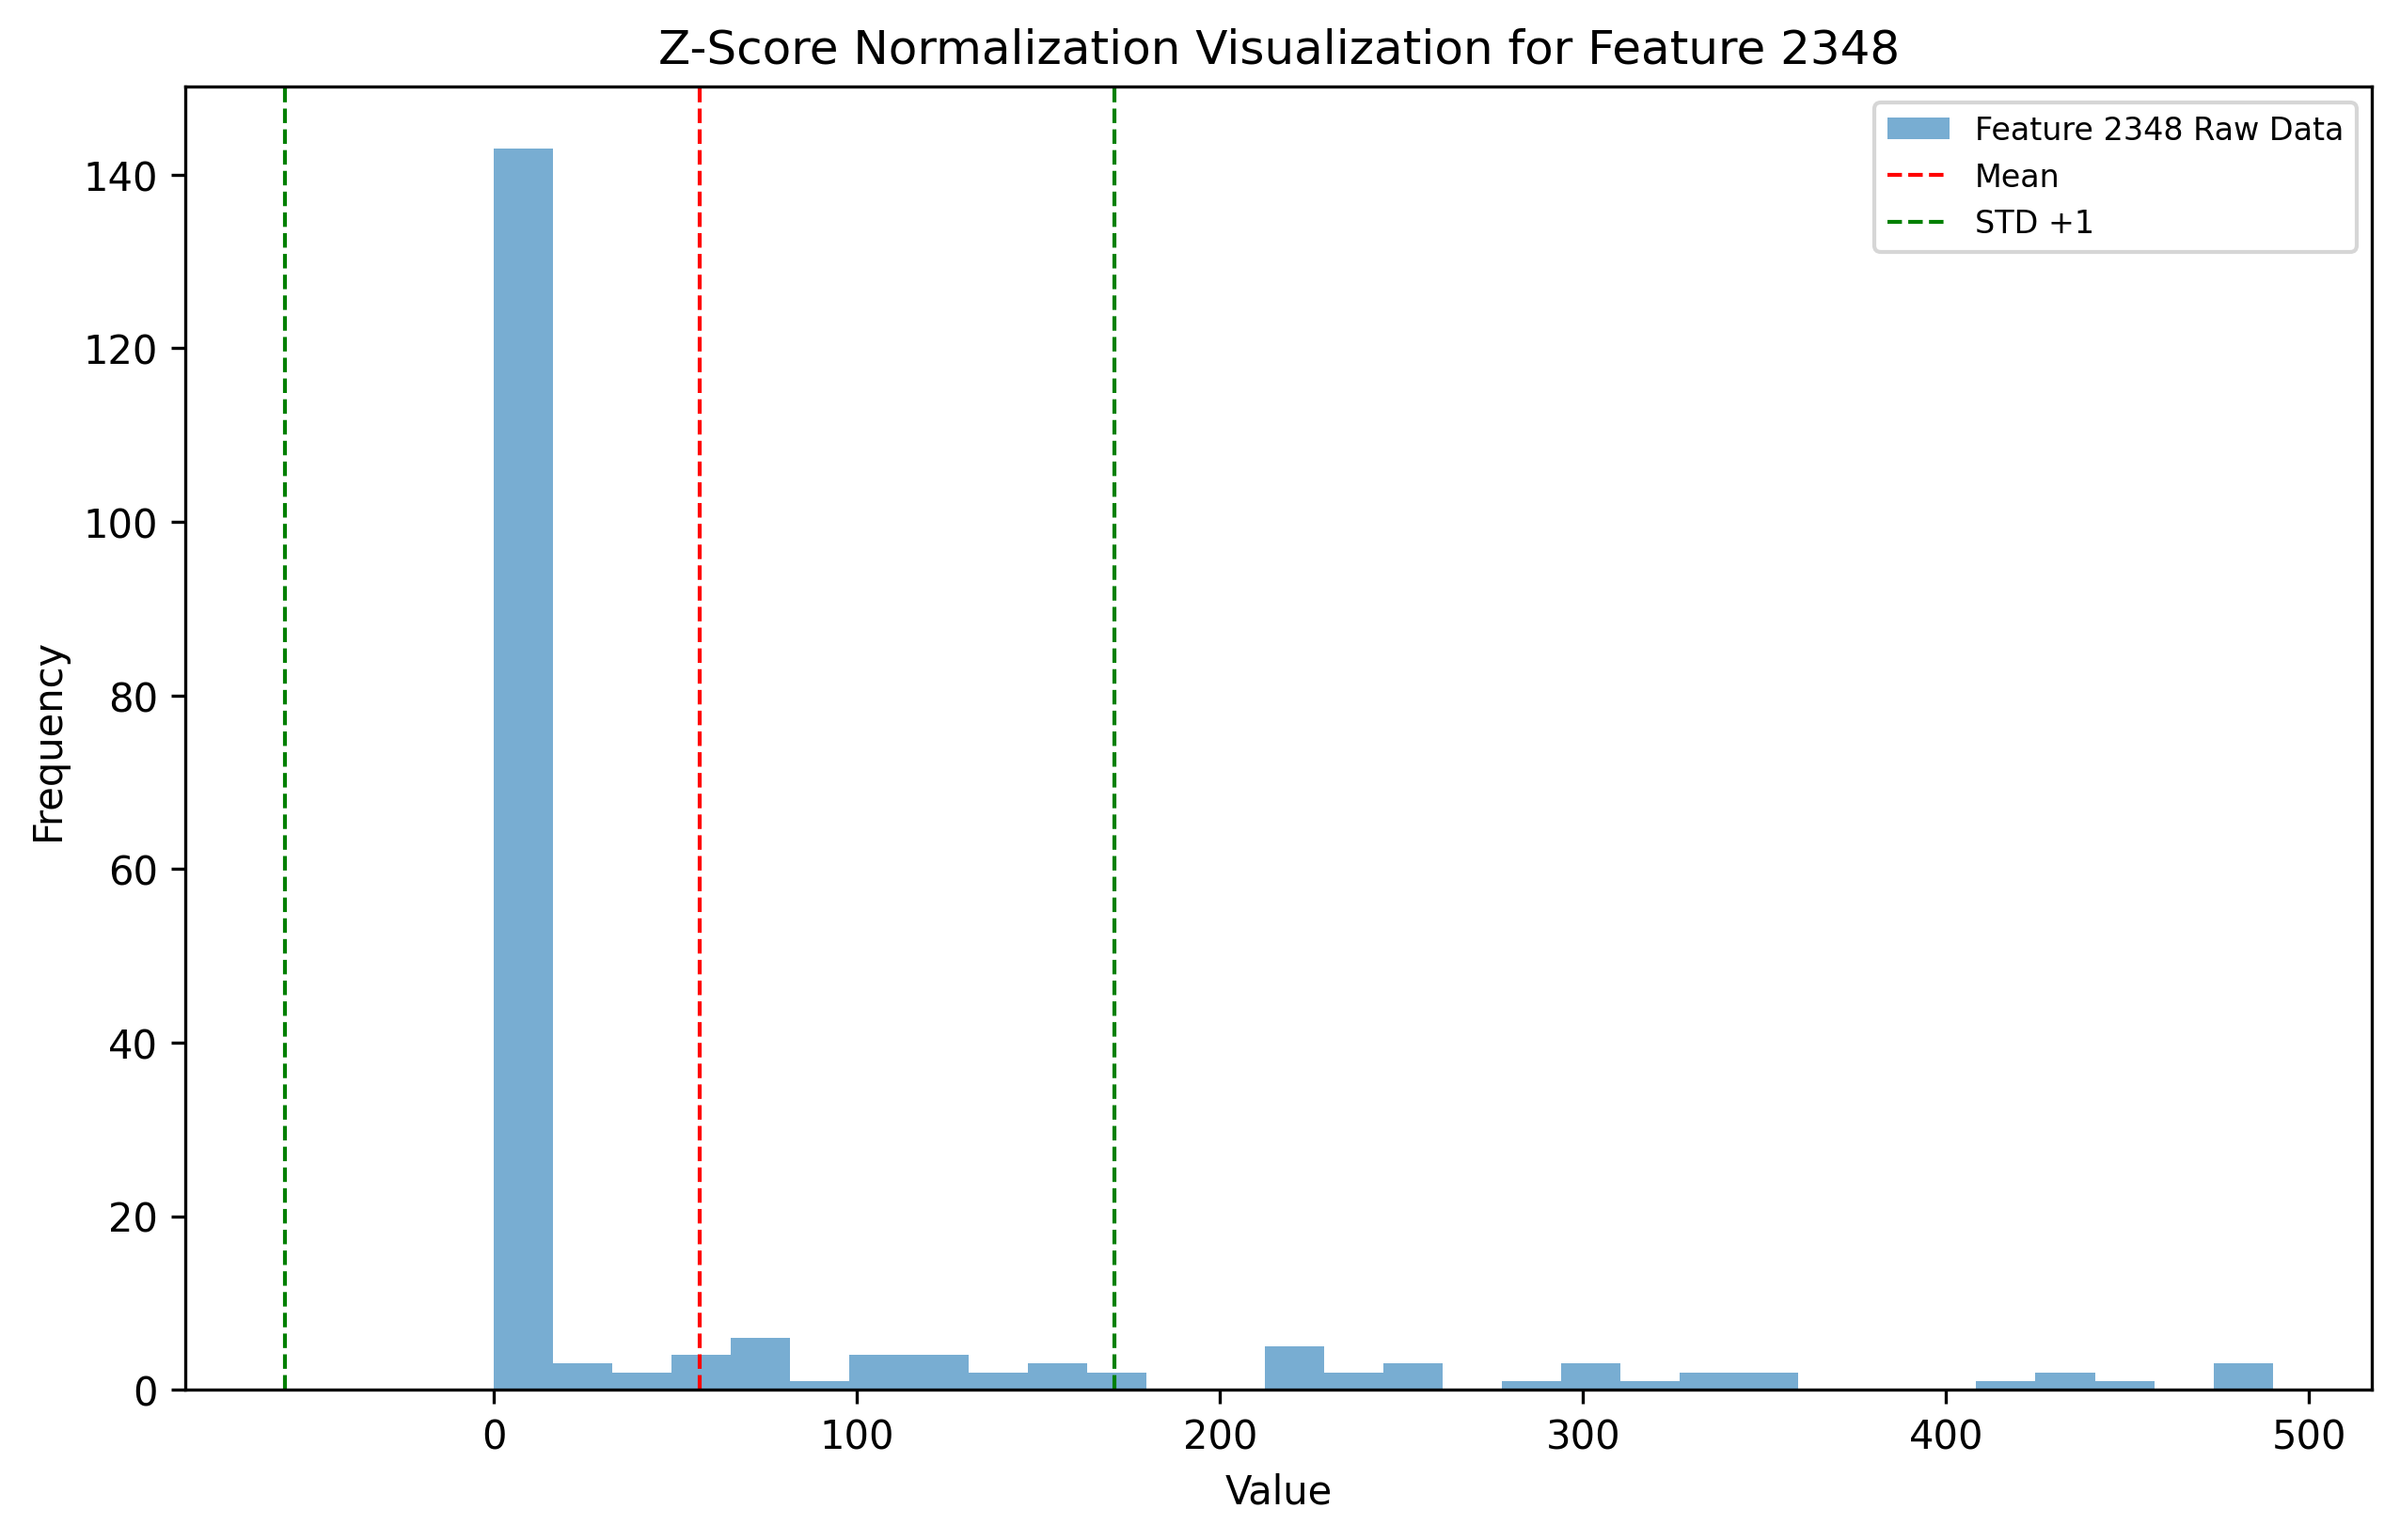 Z-Score Normalization Visualization for Feature 2348
Feature 2348 Raw Data
Mean
STD +1
140
120
100
80
60
40
20
0
Frequency
0 100 200 300 400 500
Value